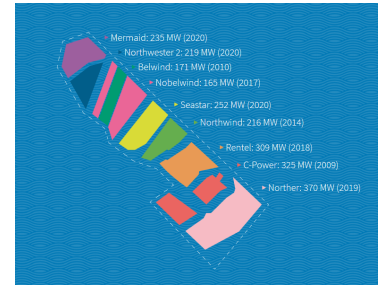 Mermaid: 235 MW (2020)
Northwester 2: 219 MW (2020)
Belwind: 171 MW (2010)
Nobelwind: 165 MW (2017)
Seastar: 252 MW (2020)
Northwind: 216 MW (2014)
Rentel: 309 MW (2018)
C-Power: 325 MW (2009)
Norther: 370 MW (2019)